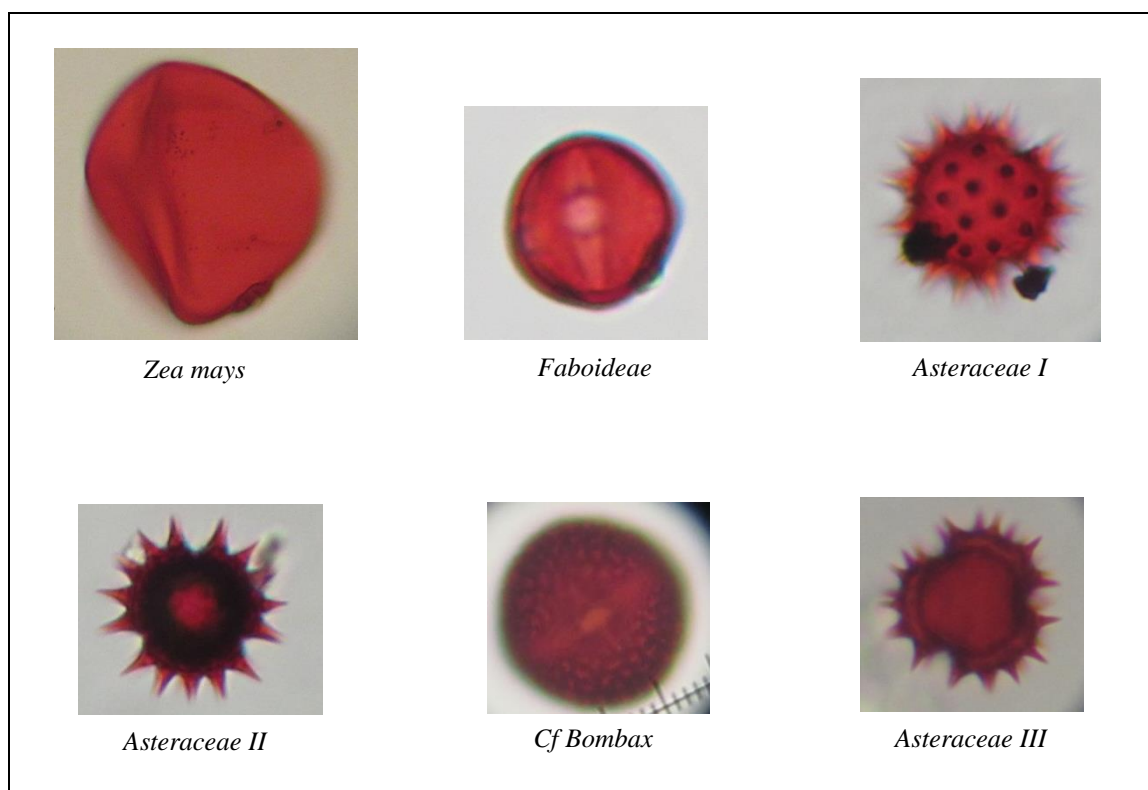 Zea mays
Faboideae
Asteraceae I
Asteraceae II
Cf Bombax
Asteraceae III